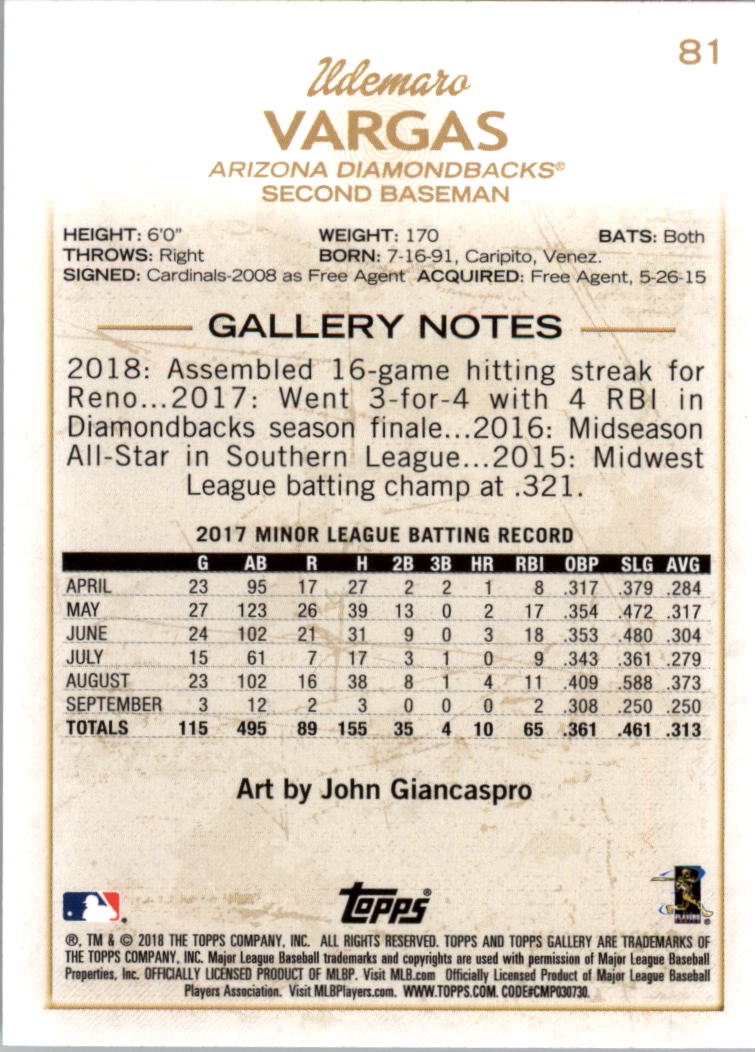 81
Ildemaro
VARGAS
ARIZONA DIAMONDBACKS®
SECOND BASEMAN
HEIGHT: 6'0" WEIGHT: 170 BATS: Both
THROWS: Right BORN: 7-16-91, Caripito, Venez.
SIGNED: Cardinals-2008 as Free Agent ACQUIRED: Free Agent, 5-26-15
GALLERY NOTES
2018: Assembled 16-game hitting streak for
Reno...2017: Went 3-for-4 with 4 RBI in
Diamondbacks season finale...2016: Midseason
All-Star in Southern League...2015: Midwest
League batting champ at .321.
2017 MINOR LEAGUE BATTING RECORD
G AB R H 2B 3B HR RBI OBP SLG AVG
APRIL 23 95 17 27 2 2 1 8 .317 .379 .284
MAY 27 123 26 39 13 0 2 17 .354 .472 .317
JUNE 24 102 21 31 9 0 3 18 .353 .480 .304
JULY 15 61 7 17 3 1 0 9 .343 .361 .279
AUGUST 23 102 16 38 8 1 4 11 .409 .588 .373
SEPTEMBER 3 12 2 3 0 0 0 2 .308 .250 .250
TOTALS 115 495 89 155 35 4 10 65 .361 .461 .313
Art by John Giancaspro
topps®
PLAYERS
®, TM & © 2018 THE TOPPS COMPANY, INC. ALL RIGHTS RESERVED. TOPPS AND TOPPS GALLERY ARE TRADEMARKS OF
THE TOPPS COMPANY, INC. Major League Baseball trademarks and copyrights are used with permission of Major League Baseball
Properties, Inc. OFFICIALLY LICENSED PRODUCT OF MLBP. Visit MLB.com Officially Licensed Product of Major League Baseball
Players Association. Visit MLBPlayers.com. WWW.TOPPS.COM. CODE#CMP030730.